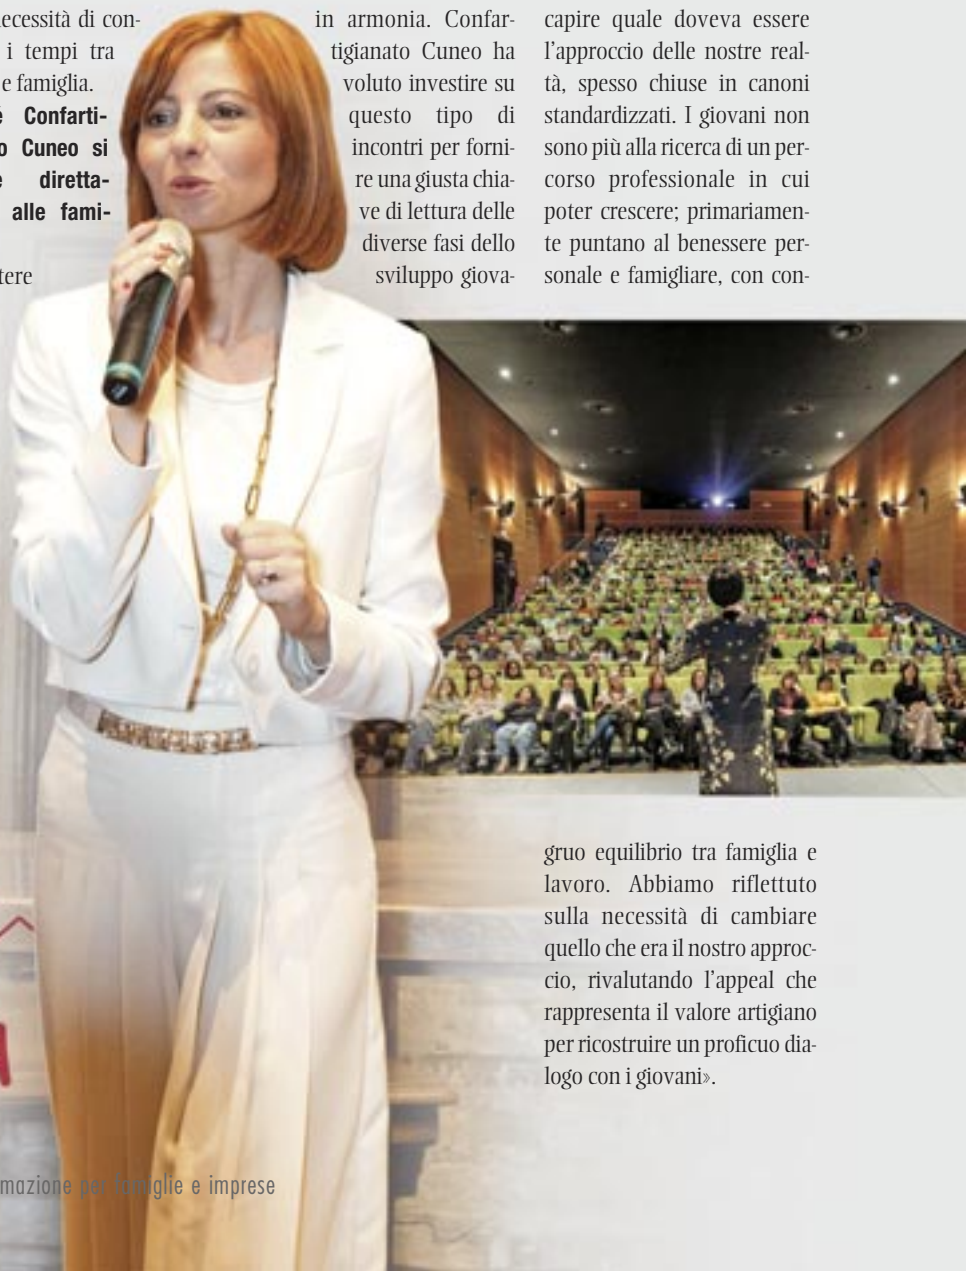 ecessità di con-
i tempi tra
e famiglia.
é Confarti-
o Cuneo si
e diretta-
alle fami-
tere
in armonia. Confar-
tigianato Cuneo ha
voluto investire su
questo tipo di
incontri per forni-
re una giusta chia-
ve di lettura delle
diverse fasi dello
sviluppo giova-
capire quale doveva essere
l'approccio delle nostre real-
tà, spesso chiuse in canoni
standardizzati. I giovani non
sono più alla ricerca di un per-
corso professionale in cui
poter crescere; primariamen-
te puntano al benessere per-
sonale e famigliare, con con-
gruo equilibrio tra famiglia e
lavoro. Abbiamo riflettuto
sulla necessità di cambiare
quello che era il nostro approc-
cio, rivalutando l'appeal che
rappresenta il valore artigiano
per ricostruire un proficuo dia-
logo con i giovani».
mazione per famiglie e imprese